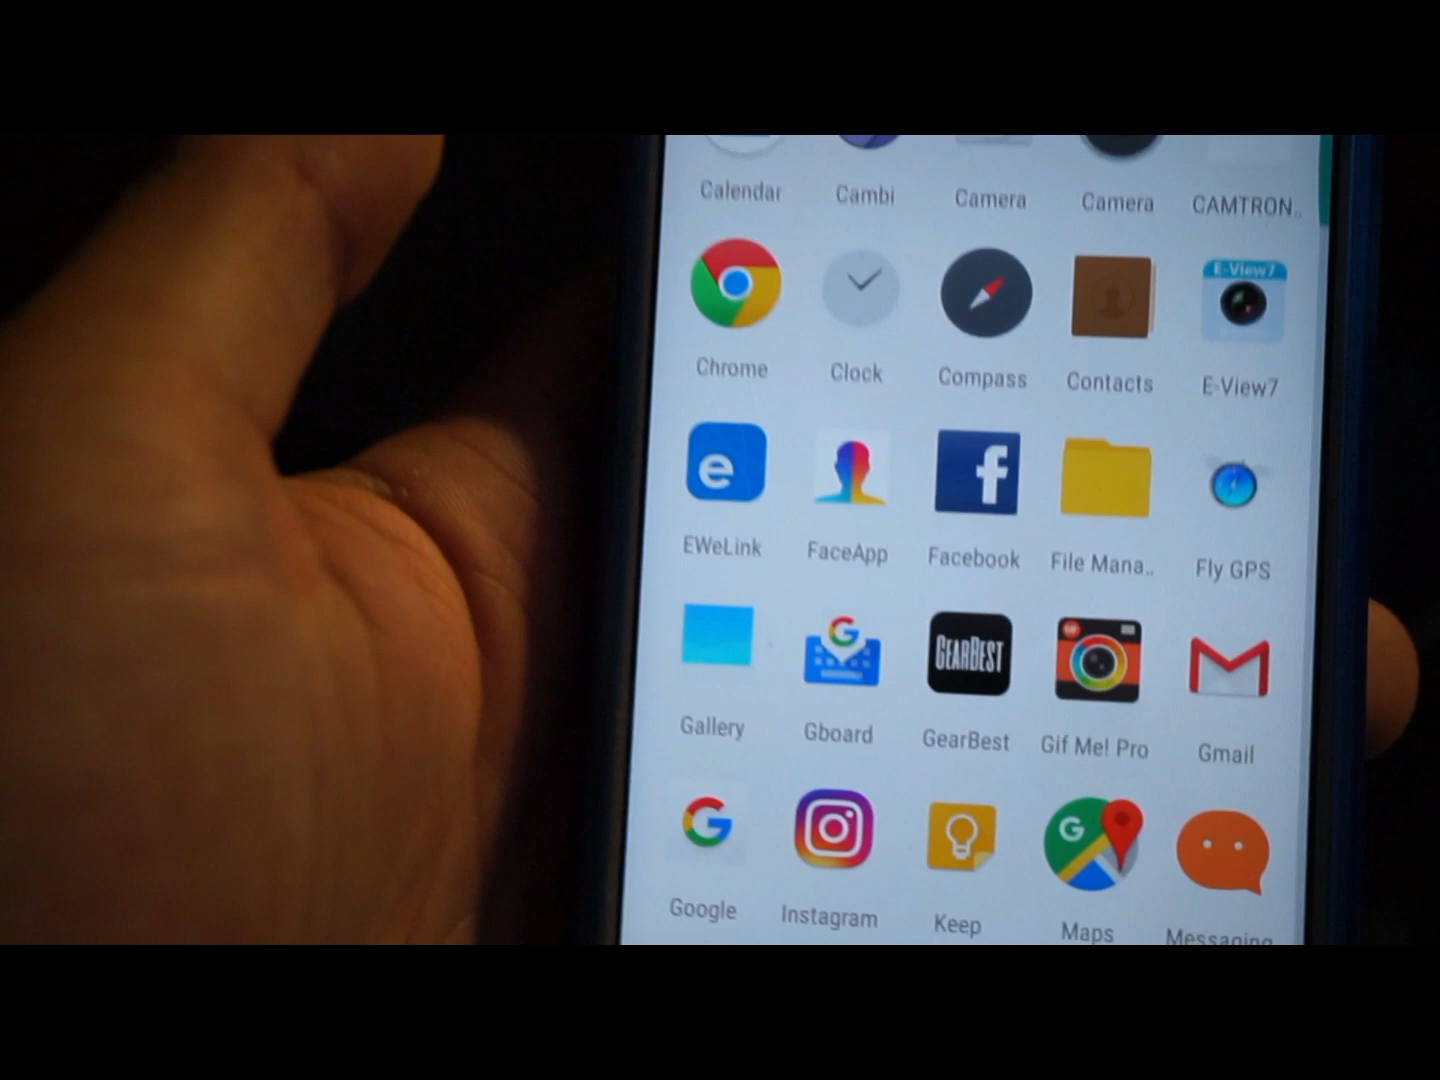 Calendar Cambi Camera Camera CAMTRON..
E-View7
Chrome Clock Compass Contacts E-View7
e f
EWeLink FaceApp Facebook File Mana.. Fly GPS
G GEARBEST
Gallery Gboard GearBest Gif Me! Pro Gmail
G G
Google Instagram Keep Maps Messaging